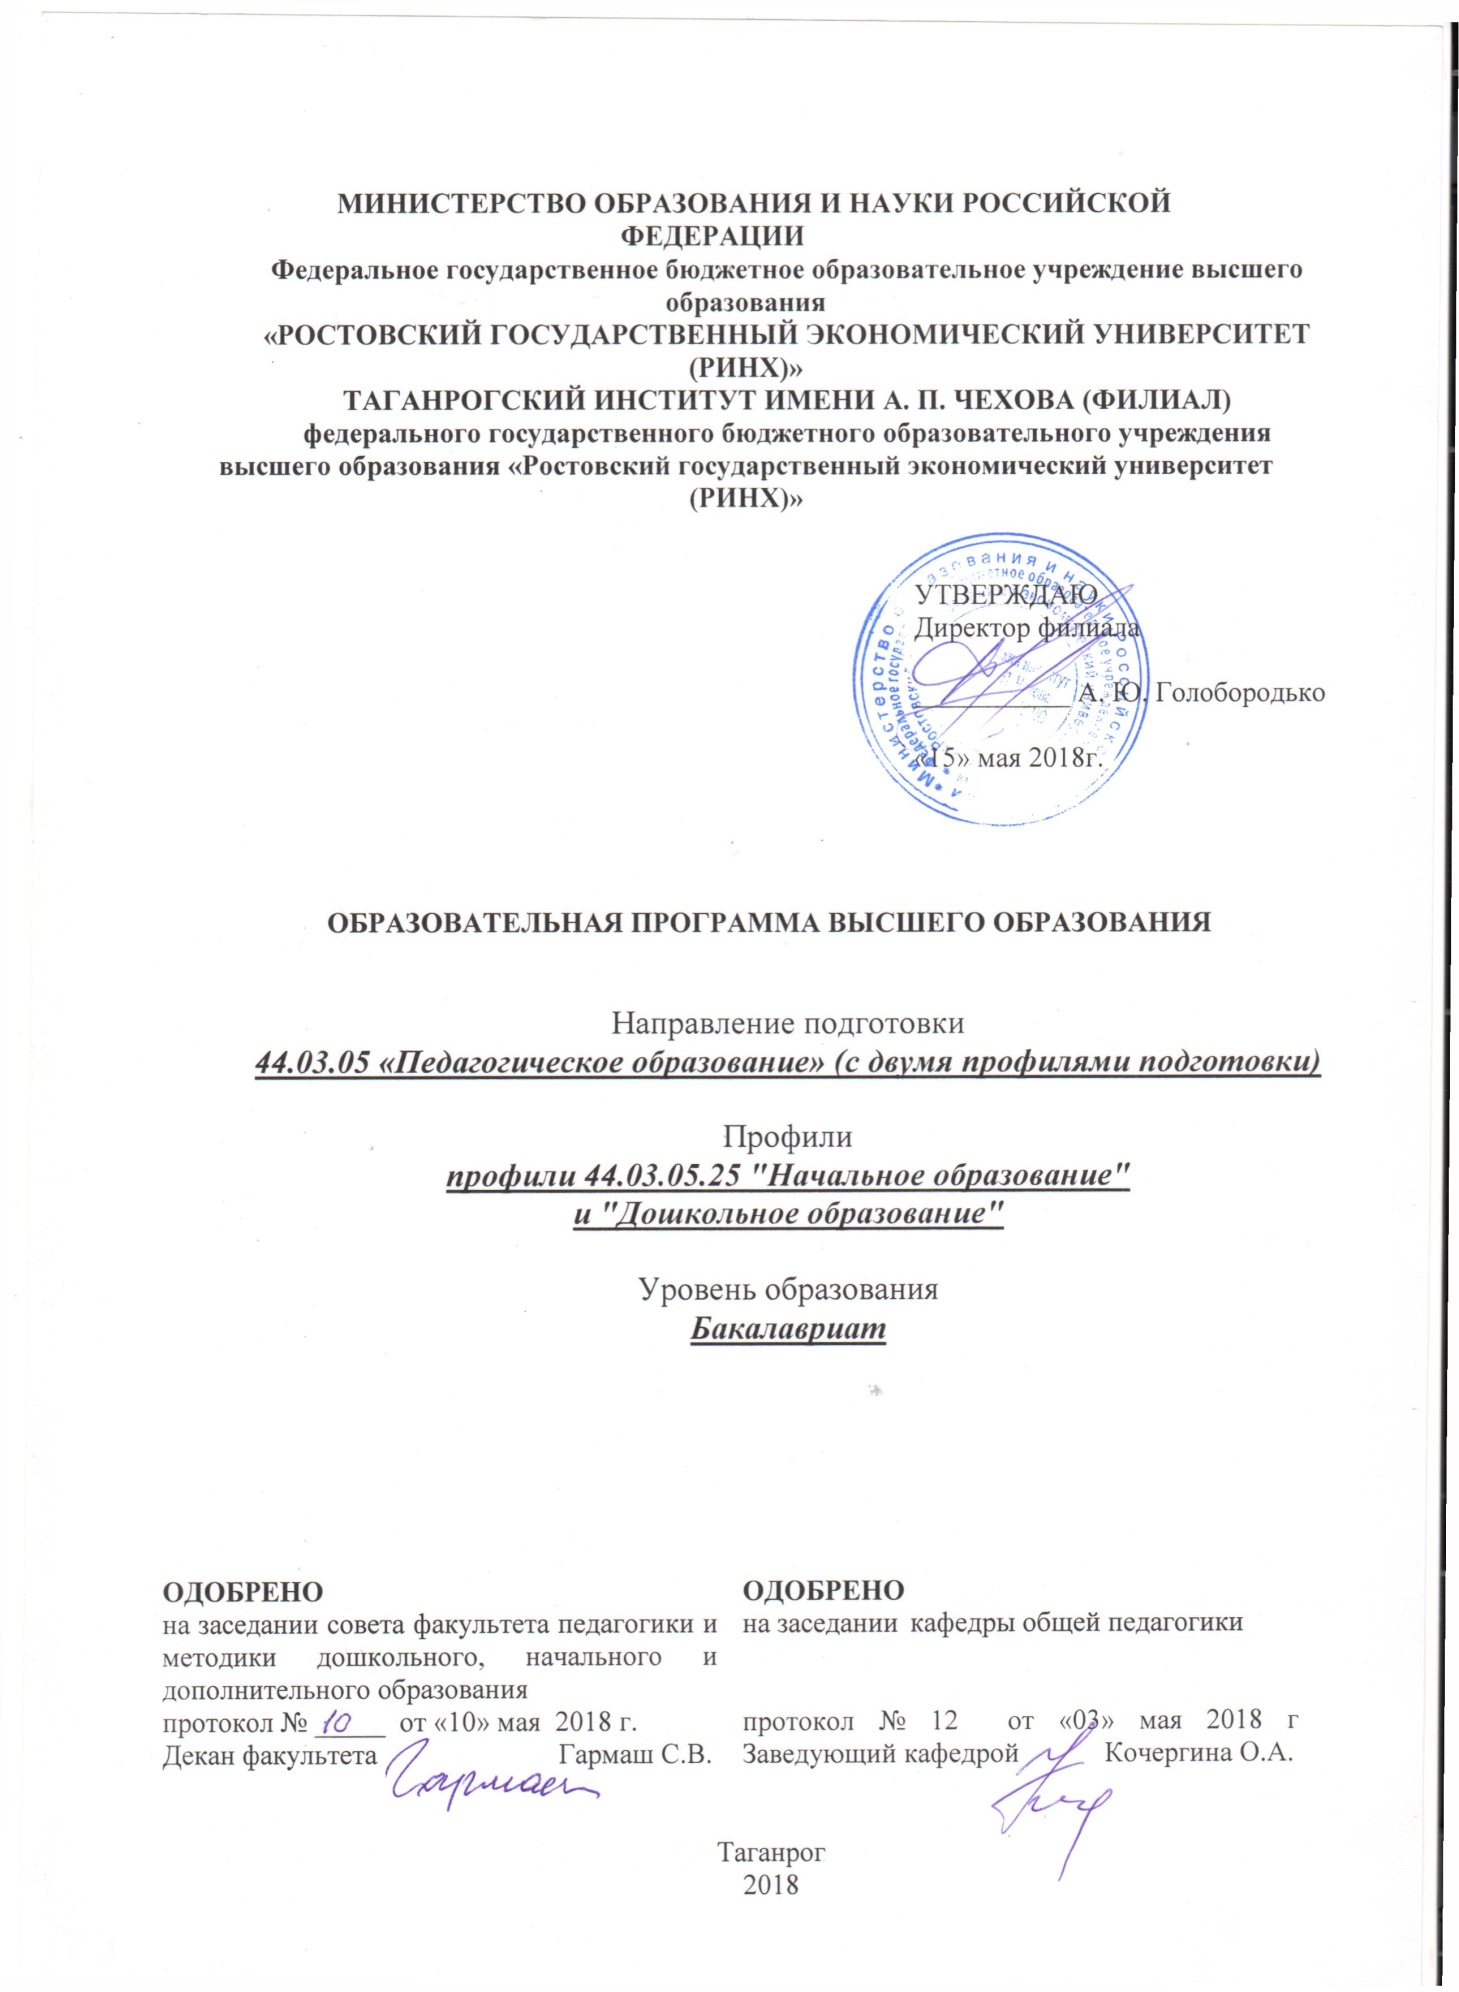 МИНИСТЕРСТВО ОБРАЗОВАНИЯ И НАУКИ РОССИЙСКОЙ
ФЕДЕРАЦИИ
Федеральное государственное бюджетное образовательное учреждение высшего
образования
«РОСТОВСКИЙ ГОСУДАРСТВЕННЫЙ ЭКОНОМИЧЕСКИЙ УНИВЕРСИТЕТ
(РИНХ)»
ТАГАНРОГСКИЙ ИНСТИТУТ ИМЕНИ А. П. ЧЕХОВА (ФИЛИАЛ)
федерального государственного бюджетного образовательного учреждения
высшего образования «Ростовский государственный экономический университет
(РИНХ)»
УТВЕРЖДАЮ
Директор филиала
___________ А. Ю. Голобородько
«15» мая 2018г.
ОБРАЗОВАТЕЛЬНАЯ ПРОГРАММА ВЫСШЕГО ОБРАЗОВАНИЯ
Направление подготовки
44.03.05 «Педагогическое образование» (с двумя профилями подготовки)
Профили
профили 44.03.05.25 "Начальное образование"
и "Дошкольное образование"
Уровень образования
Бакалавриат
ОДОБРЕНО
на заседании совета факультета педагогики и
методики дошкольного, начального и
дополнительного образования
протокол № 10 от «10» мая 2018 г.
Декан факультета Гармаш С.В.
ОДОБРЕНО
на заседании кафедры общей педагогики
протокол № 12 от «03» мая 2018 г
Заведующий кафедрой Кочергина О.А.
Таганрог
2018